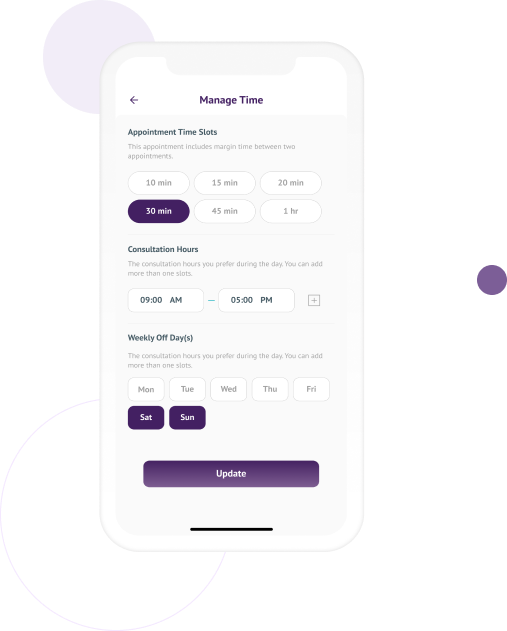 Manage Time
Appointment Time Slots
This appointment includes margin time between two
appointments.
10 min
15 min
20 min
30 min
45 min
1 hr
Consultation Hours
The consultation hours you prefer during the day. You can add
more than one slots.
09:00 AM
05:00 PM
Weekly Off Day(s)
The consultation hours you prefer during the day. You can add
more than one slots.
Mon
Tue
Wed
Thu
Fri
Sat
Sun
Update